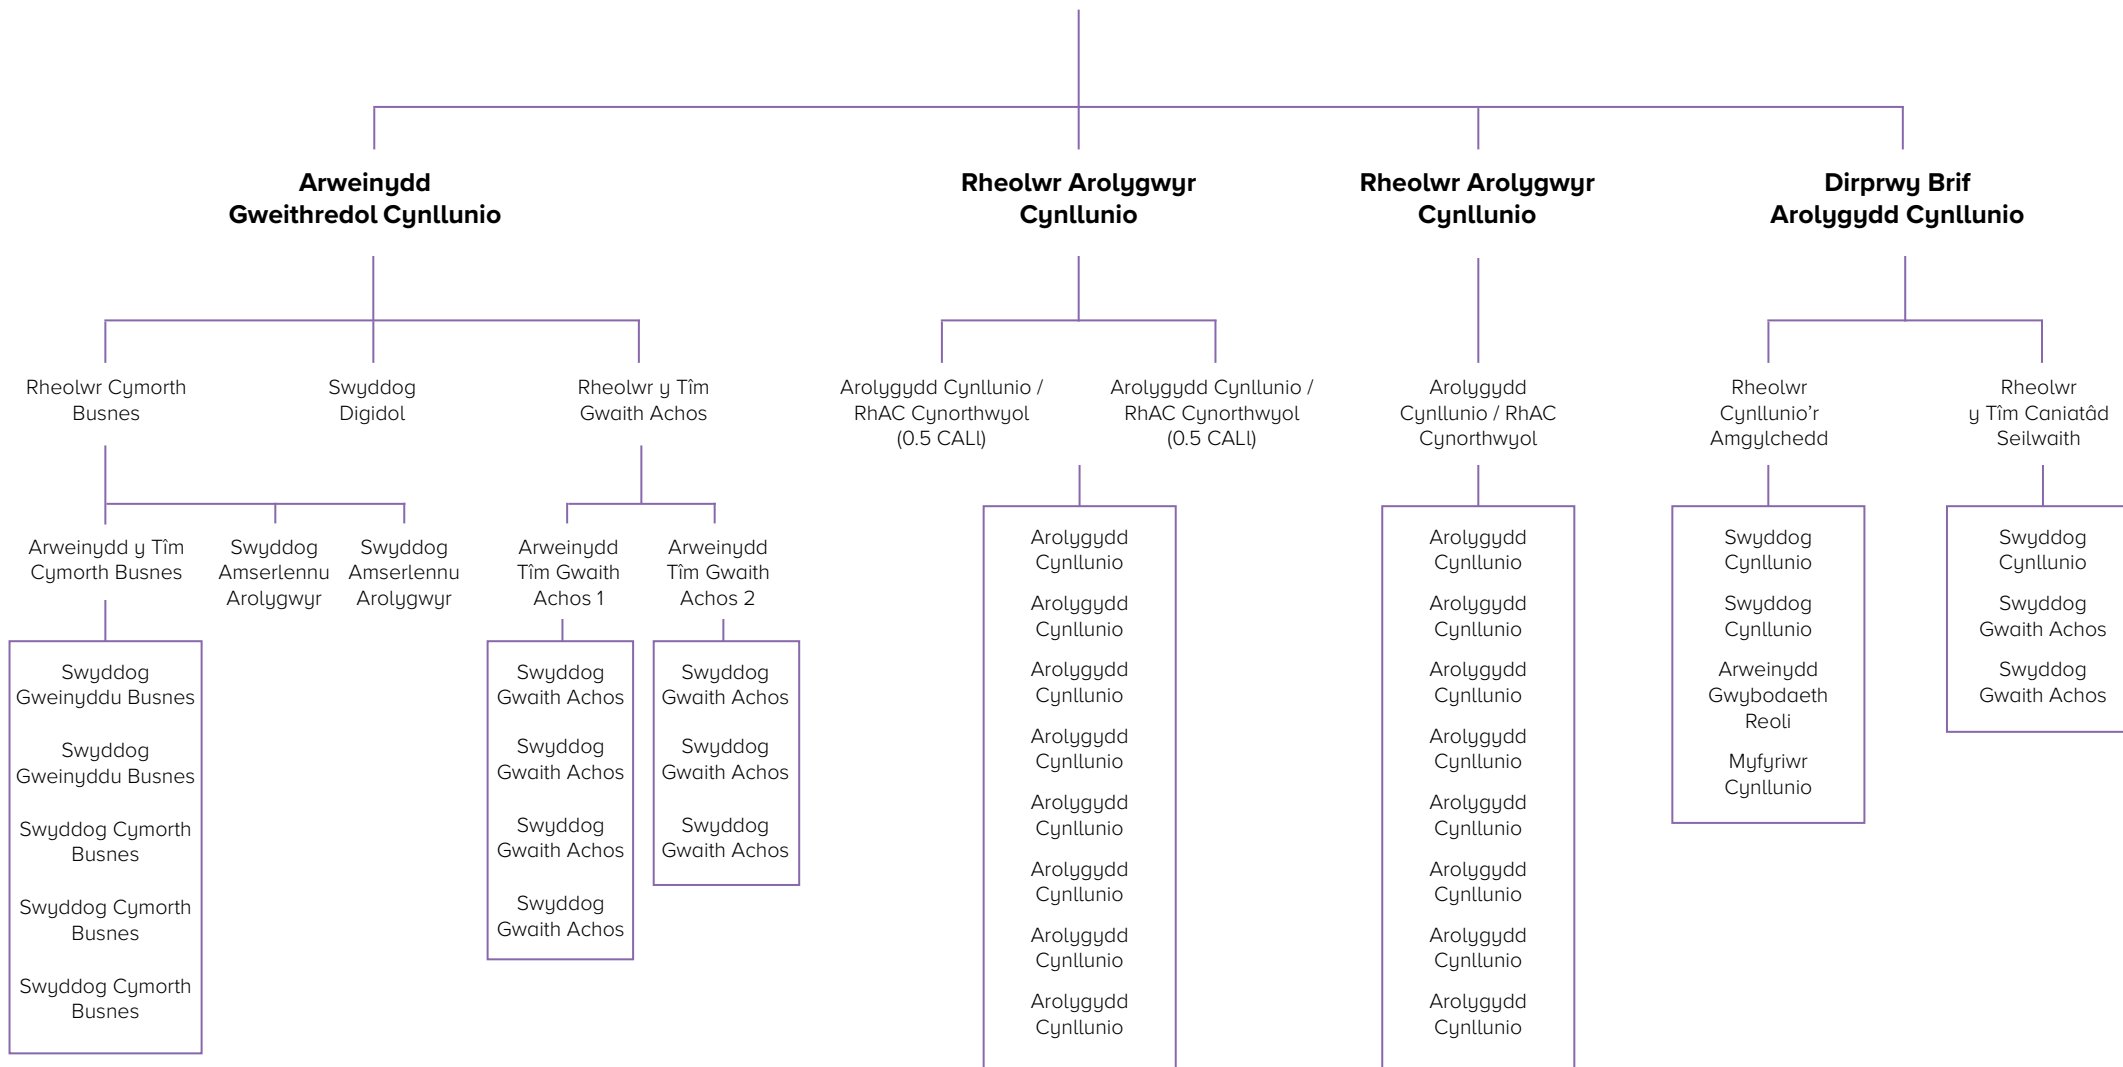 Arweinydd
Gweithredol Cynllunio
Rheolwr Arolygwyr
Cynllunio
Rheolwr Arolygwyr
Cynllunio
Dirprwy Brif
Arolygydd Cynllunio
Rheolwr Cymorth
Busnes
Swyddog
Digidol
Rheolwr y Tîm
Gwaith Achos
Arolygydd Cynllunio /
RhAC Cynorthwyol
(0.5 CALl)
Arolygydd Cynllunio /
RhAC Cynorthwyol
(0.5 CALl)
Arolygydd
Cynllunio / RhAC
Cynorthwyol
Rheolwr
Cynllunio’r
Amgylchedd
Rheolwr
y Tîm Caniatâd
Seilwaith
Arweinydd y Tîm
Cymorth Busnes
Swyddog
Amserlennu
Arolygwyr
Swyddog
Amserlennu
Arolygwyr
Arweinydd
Tîm Gwaith
Achos 1
Arweinydd
Tîm Gwaith
Achos 2
Swyddog
Gweinyddu Busnes
Swyddog
Gweinyddu Busnes
Swyddog Cymorth
Busnes
Swyddog Cymorth
Busnes
Swyddog Cymorth
Busnes
Swyddog
Gwaith Achos
Swyddog
Gwaith Achos
Swyddog
Gwaith Achos
Swyddog
Gwaith Achos
Swyddog
Gwaith Achos
Swyddog
Gwaith Achos
Swyddog
Gwaith Achos
Arolygydd
Cynllunio
Arolygydd
Cynllunio
Arolygydd
Cynllunio
Arolygydd
Cynllunio
Arolygydd
Cynllunio
Arolygydd
Cynllunio
Arolygydd
Cynllunio
Arolygydd
Cynllunio
Arolygydd
Cynllunio
Arolygydd
Cynllunio
Arolygydd
Cynllunio
Arolygydd
Cynllunio
Arolygydd
Cynllunio
Arolygydd
Cynllunio
Arolygydd
Cynllunio
Arolygydd
Cynllunio
Swyddog
Cynllunio
Swyddog
Cynllunio
Arweinydd
Gwybodaeth
Reoli
Myfyriwr
Cynllunio
Swyddog
Cynllunio
Swyddog
Gwaith Achos
Swyddog
Gwaith Achos